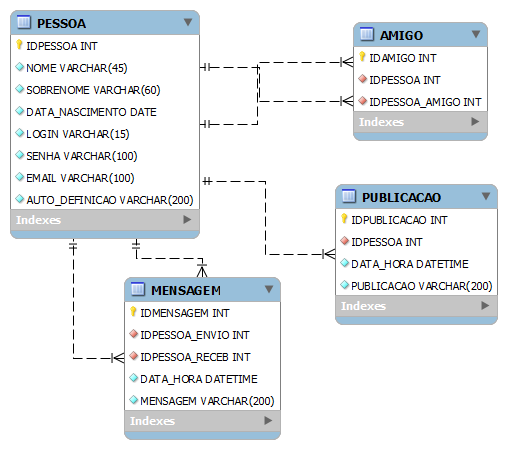 PESSOA
IDPESSOA INT
NOME VARCHAR(45)
SOBRENOME VARCHAR(60)
DATA_NASCIMENTO DATE
LOGIN VARCHAR(15)
SENHA VARCHAR(100)
EMAIL VARCHAR(100)
AUTO_DEFINICAO VARCHAR(200)
Indexes
AMIGO
IDAMIGO INT
IDPESSOA INT
IDPESSOA_AMIGO INT
Indexes
PUBLICACAO
IDPUBLICACAO INT
IDPESSOA INT
DATA_HORA DATETIME
PUBLICACAO VARCHAR(200)
Indexes
MENSAGEM
IDMENSAGEM INT
IDPESSOA_ENVIO INT
IDPESSOA_RECEB INT
DATA_HORA DATETIME
MENSAGEM VARCHAR(200)
Indexes